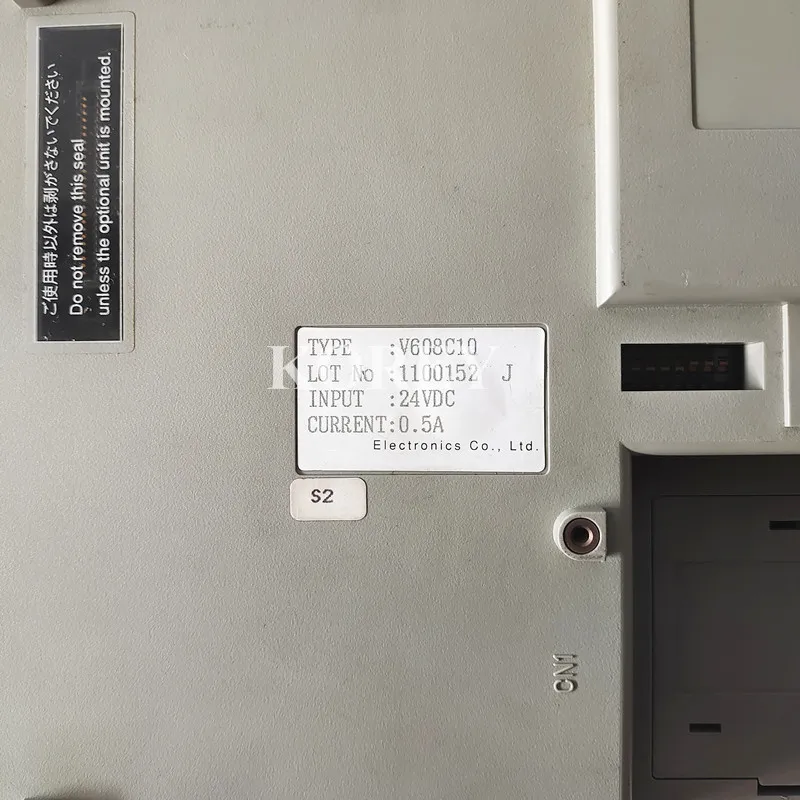 ご使用時以外は剥がさないでください
Do not remove this seal
unless the optional unit is mounted.
TYPE :V608C10
LOT No :1100152 J
INPUT :24VDC
CURRENT:0.5A
Electronics Co., Ltd.
S2
CN1